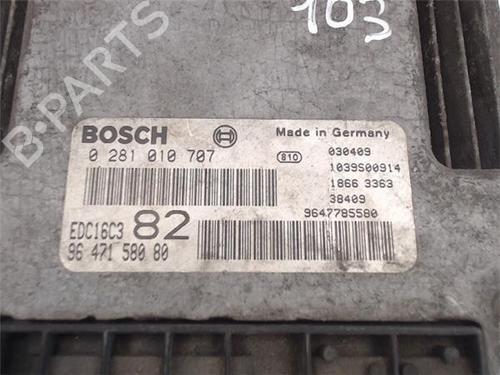 103
B-PARTS
BOSCH
Made in Germany
0 281 010 707
810
030409
1039S00914
1866 3363
38409
9647785580
EDC16C3 82
96 471 580 80